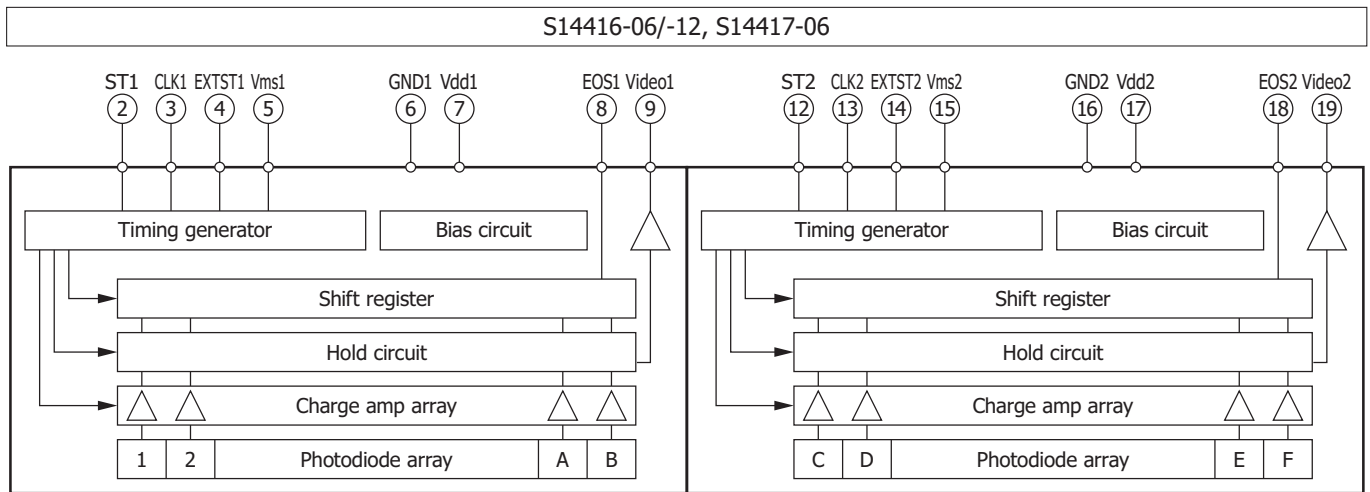 S14416-06/-12, S14417-06
ST1 CLK1 EXTST1 Vms1 GND1 Vdd1 EOS1 Video1 ST2 CLK2 EXTST2 Vms2 GND2 Vdd2 EOS2 Video2
2 3 4 5 6 7 8 9 12 13 14 15 16 17 18 19
Timing generator Bias circuit Timing generator Bias circuit
Shift register Shift register
Hold circuit Hold circuit
Charge amp array Charge amp array
1 2 Photodiode array A B C D Photodiode array E F